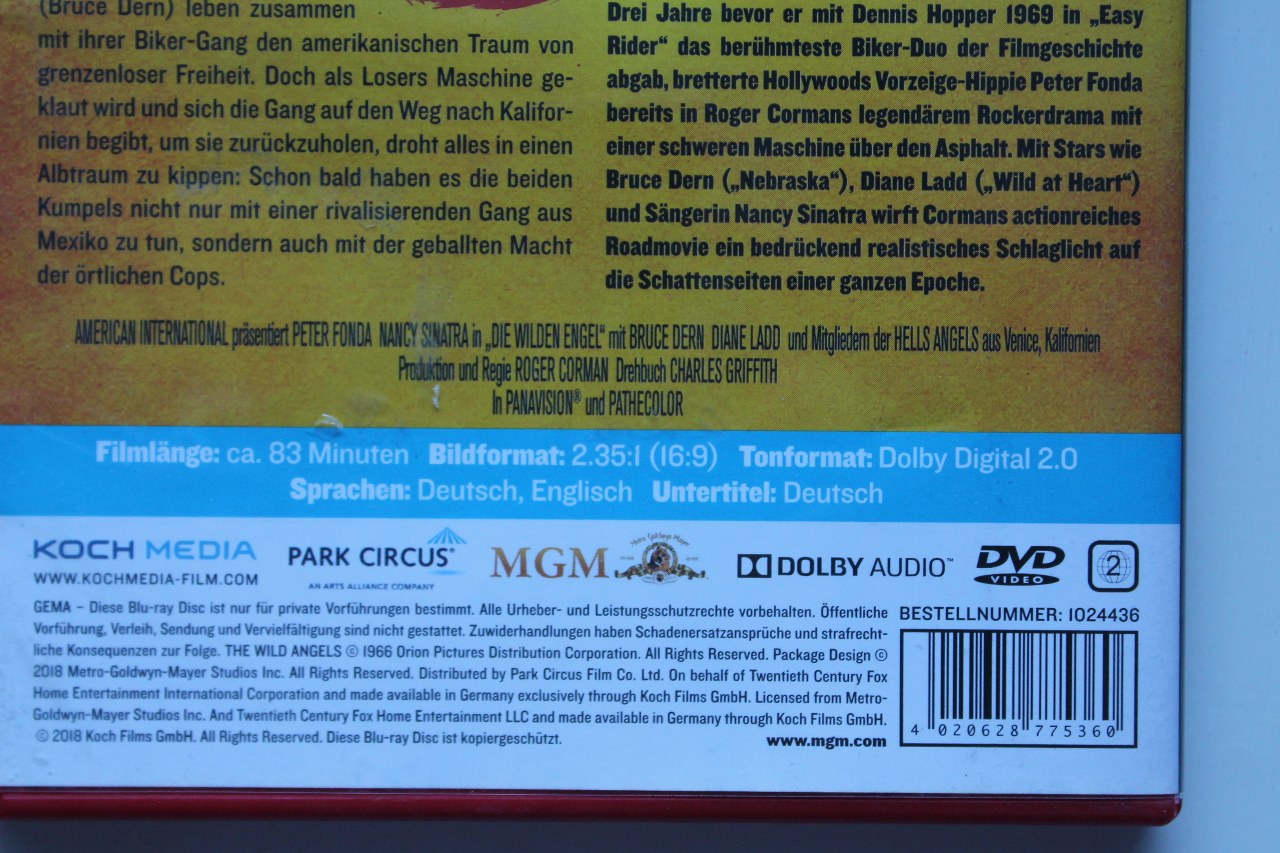 (Bruce Dern) leben zusammen
mit ihrer Biker-Gang den amerikanischen Traum von
grenzenloser Freiheit. Doch als Losers Maschine ge-
klaut wird und sich die Gang auf den Weg nach Kalifor-
nien begibt, um sie zurückzuholen, droht alles in einen
Albtraum zu kippen: Schon bald haben es die beiden
Kumpels nicht nur mit einer rivalisierenden Gang aus
Mexiko zu tun, sondern auch mit der geballten Macht
der örtlichen Cops.
Drei Jahre bevor er mit Dennis Hopper 1969 in „Easy
Rider“ das berühmteste Biker-Duo der Filmgeschichte
abgab, bretterte Hollywoods Vorzeige-Hippie Peter Fonda
bereits in Roger Cormans legendärem Rockerdrama mit
einer schweren Maschine über den Asphalt. Mit Stars wie
Bruce Dern („Nebraska“), Diane Ladd („Wild at Heart“)
und Sängerin Nancy Sinatra wirft Cormans actionreiches
Roadmovie ein bedrückend realistisches Schlaglicht auf
die Schattenseiten einer ganzen Epoche.
AMERICAN INTERNATIONAL präsentiert PETER FONDA NANCY SINATRA in „DIE WILDEN ENGEL“ mit BRUCE DERN DIANE LADD und Mitgliedern der HELLS ANGELS aus Venice, Kalifornien
Produktion und Regie ROGER CORMAN Drehbuch CHARLES GRIFFITH
In PANAVISION® und PATHECOLOR
Filmlänge: ca. 83 Minuten Bildformat: 2.35:1 (16:9) Tonformat: Dolby Digital 2.0
Sprachen: Deutsch, Englisch Untertitel: Deutsch
KOCH MEDIA
WWW.KOCHMEDIA-FILM.COM
PARK CIRCUS®
AN ARTS ALLIANCE COMPANY
MGM
Metro Goldwyn Mayer
DOLBY AUDIO™
DVD
VIDEO
2
GEMA – Diese Blu-ray Disc ist nur für private Vorführungen bestimmt. Alle Urheber- und Leistungsschutzrechte vorbehalten. Öffentliche
Vorführung, Verleih, Sendung und Vervielfältigung sind nicht gestattet. Zuwiderhandlungen haben Schadenersatzansprüche und strafrecht-
liche Konsequenzen zur Folge. THE WILD ANGELS © 1966 Orion Pictures Distribution Corporation. All Rights Reserved. Package Design ©
2018 Metro-Goldwyn-Mayer Studios Inc. All Rights Reserved. Distributed by Park Circus Film Co. Ltd. On behalf of Twentieth Century Fox
Home Entertainment International Corporation and made available in Germany exclusively through Koch Films GmbH. Licensed from Metro-
Goldwyn-Mayer Studios Inc. And Twentieth Century Fox Home Entertainment LLC and made available in Germany through Koch Films GmbH.
© 2018 Koch Films GmbH. All Rights Reserved. Diese Blu-ray Disc ist kopiergeschützt.
www.mgm.com
BESTELLNUMMER: 1024436
4 020628 775360